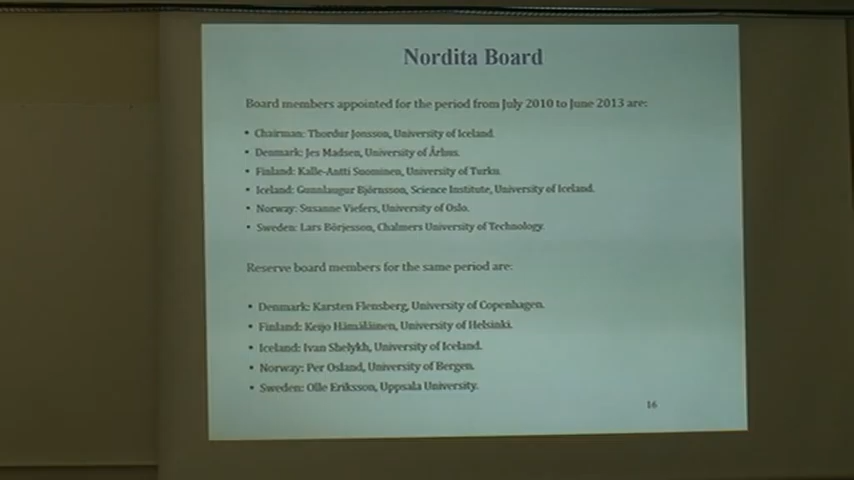 Nordita Board
Board members appointed for the period from July 2010 to June 2013 are:
• Chairman: Thordur Jonsson, University of Iceland.
• Denmark: Jes Madsen, University of Århus.
• Finland: Kalle-Antti Suominen, University of Turku.
• Iceland: Gunnlaugur Björnsson, Science Institute, University of Iceland.
• Norway: Susanne Viefers, University of Oslo.
• Sweden: Lars Börjesson, Chalmers University of Technology.
Reserve board members for the same period are:
• Denmark: Karsten Flensberg, University of Copenhagen.
• Finland: Keijo Hämäläinen, University of Helsinki.
• Iceland: Ivan Shelykh, University of Iceland.
• Norway: Per Osland, University of Bergen.
• Sweden: Olle Eriksson, Uppsala University.
16